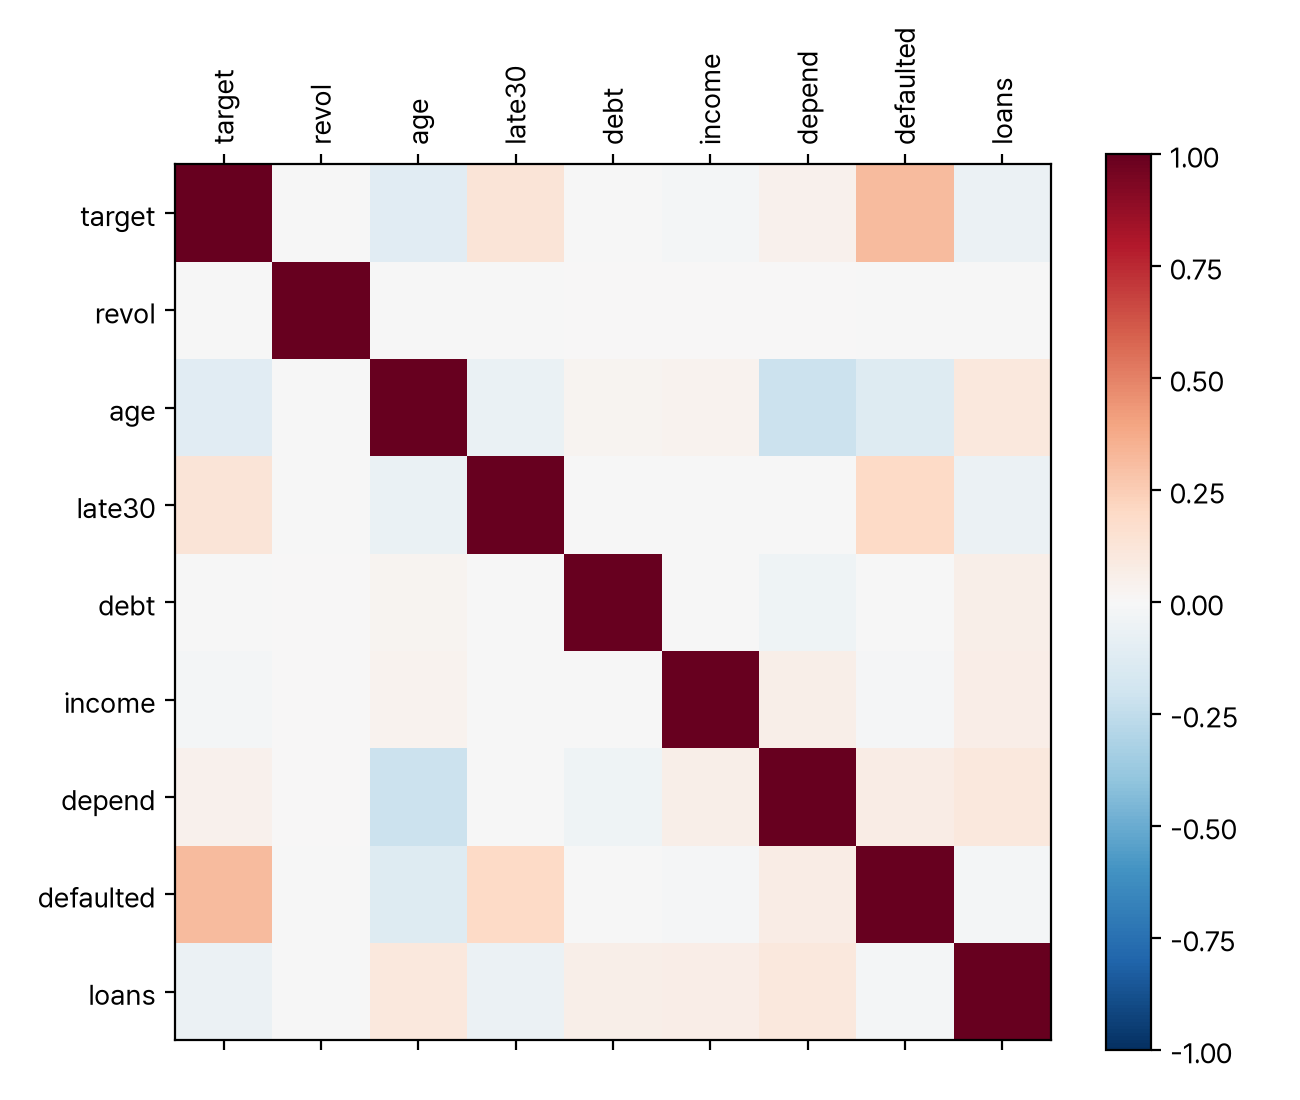 target
revol
age
late30
debt
income
depend
defaulted
loans
target
revol
age
late30
debt
income
depend
defaulted
loans
1.00
0.75
0.50
0.25
0.00
-0.25
-0.50
-0.75
-1.00